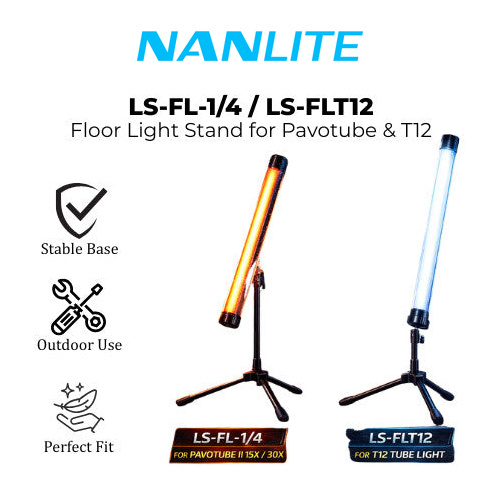 NANLITE
LS-FL-1/4 / LS-FLT12
Floor Light Stand for Pavotube & T12
Stable Base
Outdoor Use
Perfect Fit
LS-FL-1/4
FOR PAVOTUBE II 15X / 30X
LS-FLT12
FOR T12 TUBE LIGHT